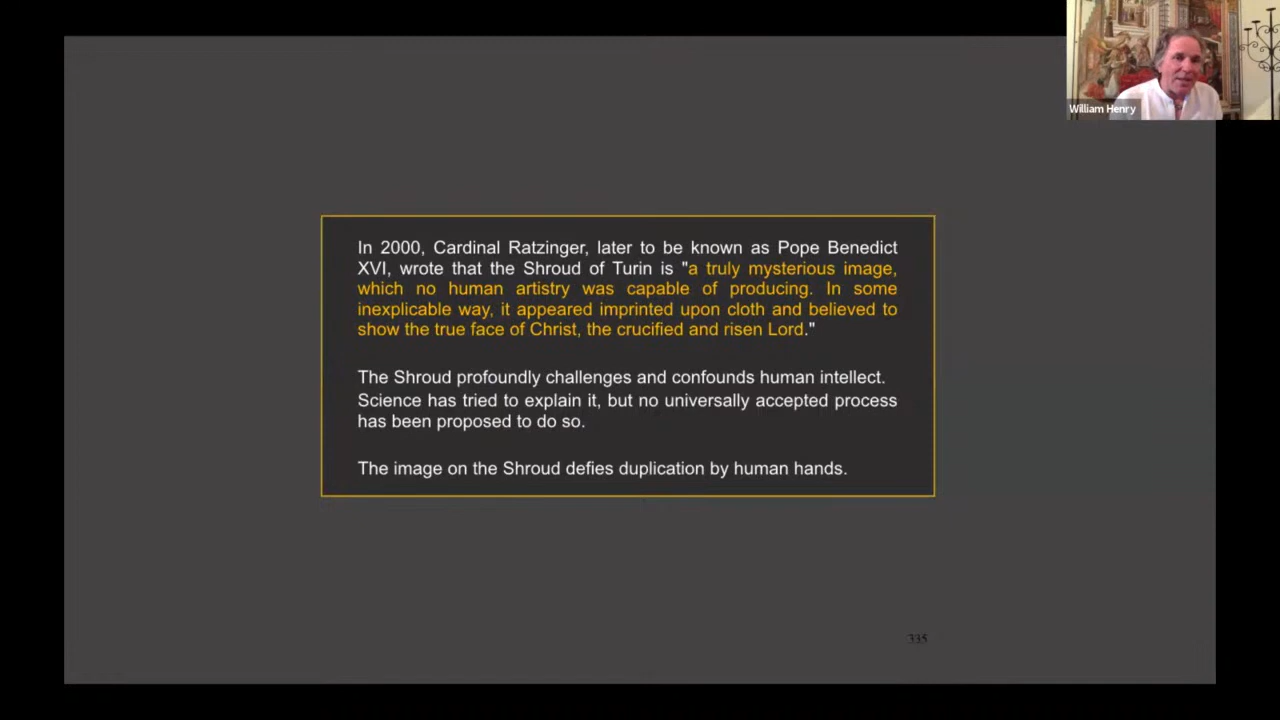 William Henry
In 2000, Cardinal Ratzinger, later to be known as Pope Benedict
XVI, wrote that the Shroud of Turin is "a truly mysterious image,
which no human artistry was capable of producing. In some
inexplicable way, it appeared imprinted upon cloth and believed to
show the true face of Christ, the crucified and risen Lord."
The Shroud profoundly challenges and confounds human intellect.
Science has tried to explain it, but no universally accepted process
has been proposed to do so.
The image on the Shroud defies duplication by human hands.
335